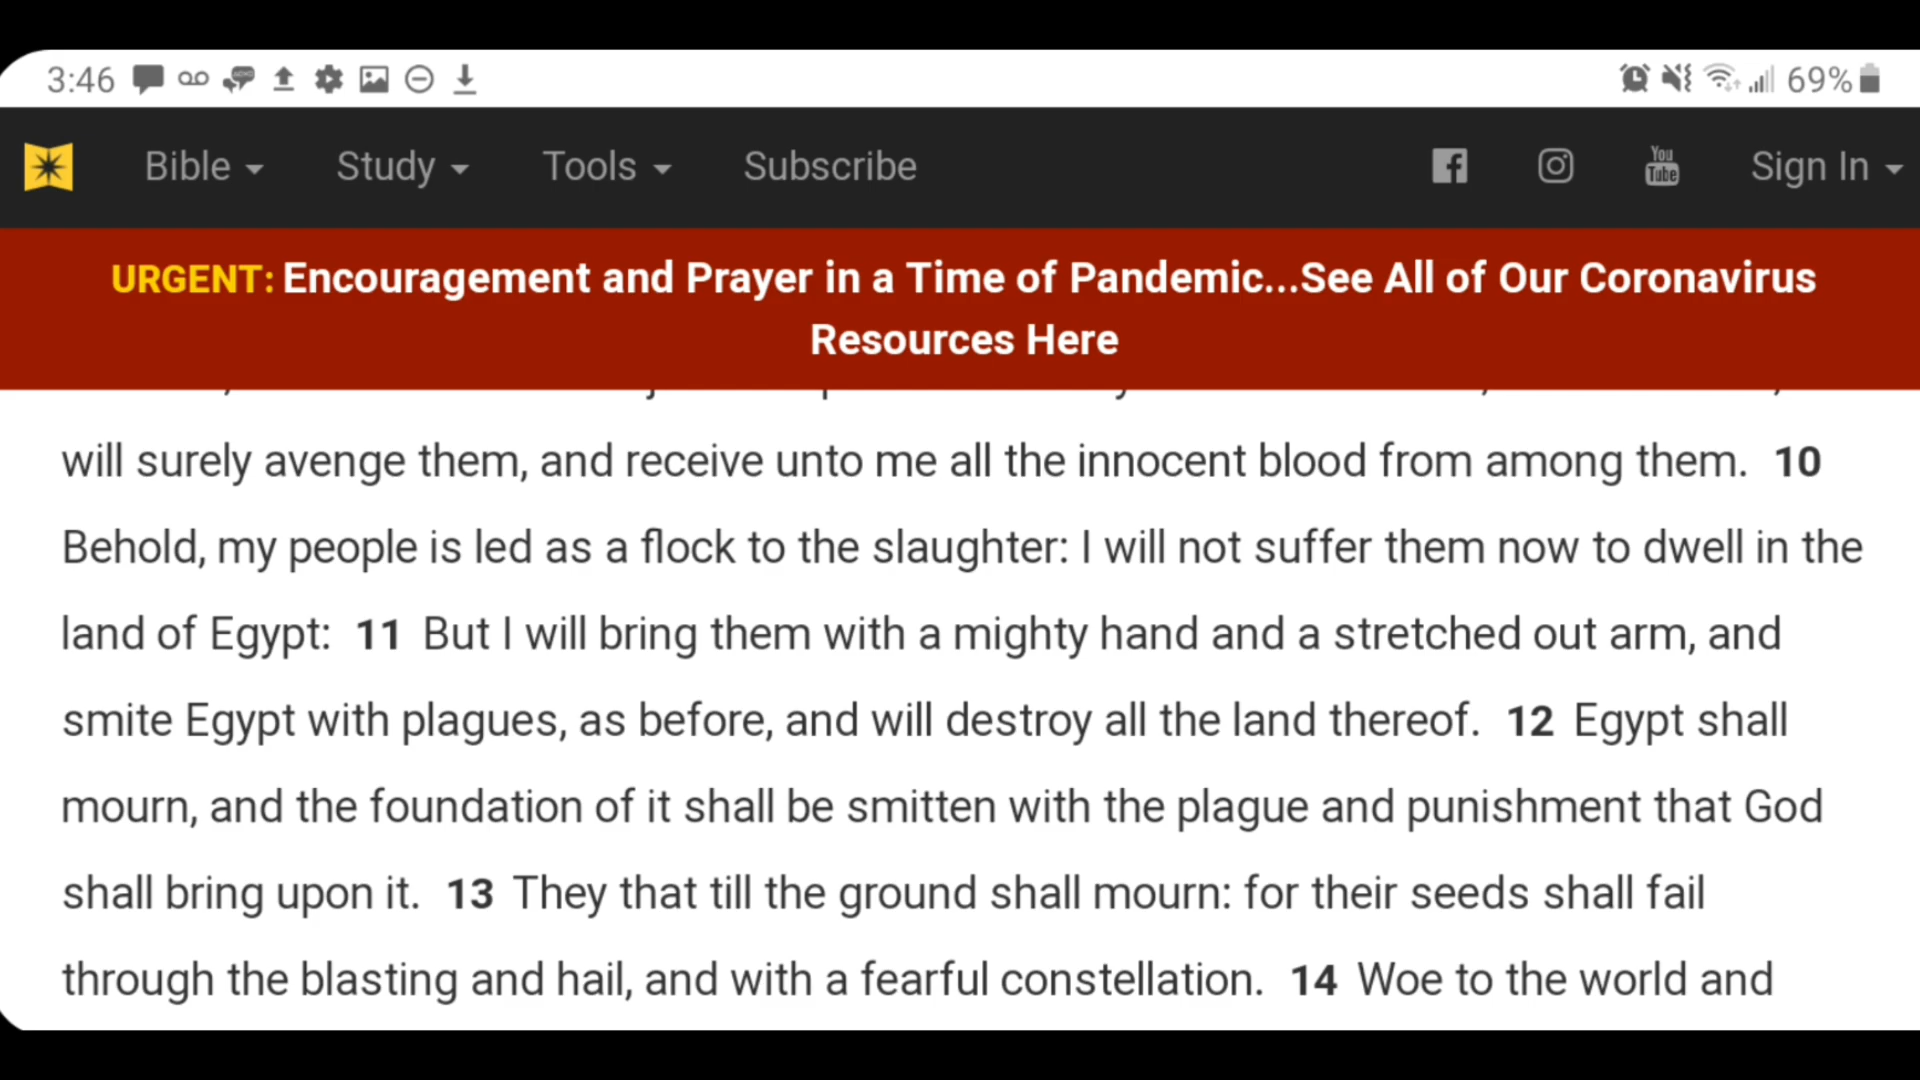 3:46 69%
Bible Study Tools Subscribe You Tube Sign In
URGENT: Encouragement and Prayer in a Time of Pandemic...See All of Our Coronavirus
Resources Here
will surely avenge them, and receive unto me all the innocent blood from among them. 10
Behold, my people is led as a flock to the slaughter: I will not suffer them now to dwell in the
land of Egypt: 11 But I will bring them with a mighty hand and a stretched out arm, and
smite Egypt with plagues, as before, and will destroy all the land thereof. 12 Egypt shall
mourn, and the foundation of it shall be smitten with the plague and punishment that God
shall bring upon it. 13 They that till the ground shall mourn: for their seeds shall fail
through the blasting and hail, and with a fearful constellation. 14 Woe to the world and